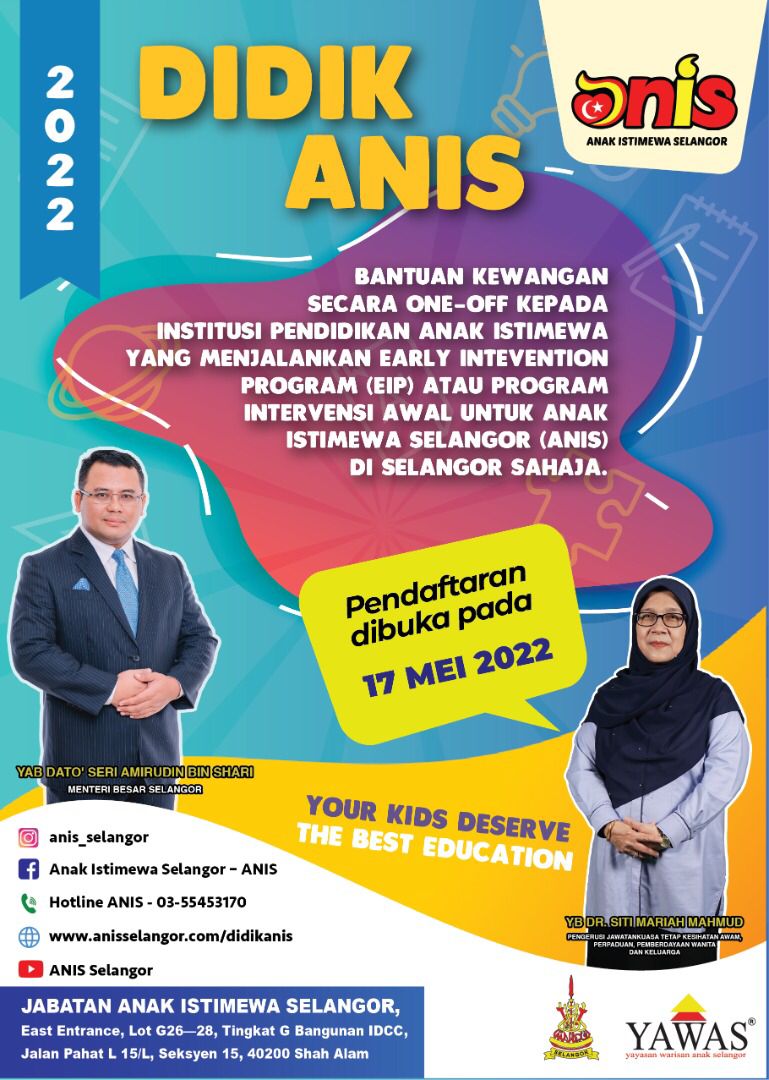 2022
DIDIK
ANIS
anis
ANAK ISTIMEWA SELANGOR
BANTUAN KEWANGAN
SECARA ONE-OFF KEPADA
INSTITUSI PENDIDIKAN ANAK ISTIMEWA
YANG MENJALANKAN EARLY INTEVENTION
PROGRAM (EIP) ATAU PROGRAM
INTERVENSI AWAL UNTUK ANAK
ISTIMEWA SELANGOR (ANIS)
DI SELANGOR SAHAJA.
Pendaftaran
dibuka pada
17 MEI 2022
YAB DATO' SERI AMIRUDIN BIN SHARI
MENTERI BESAR SELANGOR
YOUR KIDS DESERVE
THE BEST EDUCATION
YB DR. SITI MARIAH MAHMUD
PENGERUSI JAWATANKUASA TETAP KESIHATAN AWAM,
PERPADUAN, PEMBERDAYAAN WANITA
DAN KELUARGA
anis_selangor
Anak Istimewa Selangor - ANIS
Hotline ANIS - 03-55453170
www.anisselangor.com/didikanis
ANIS Selangor
JABATAN ANAK ISTIMEWA SELANGOR,
East Entrance, Lot G26—28, Tingkat G Bangunan IDCC,
Jalan Pahat L 15/L, Seksyen 15, 40200 Shah Alam
SELANGOR
YAWAS®
yayasan warisan anak selangor